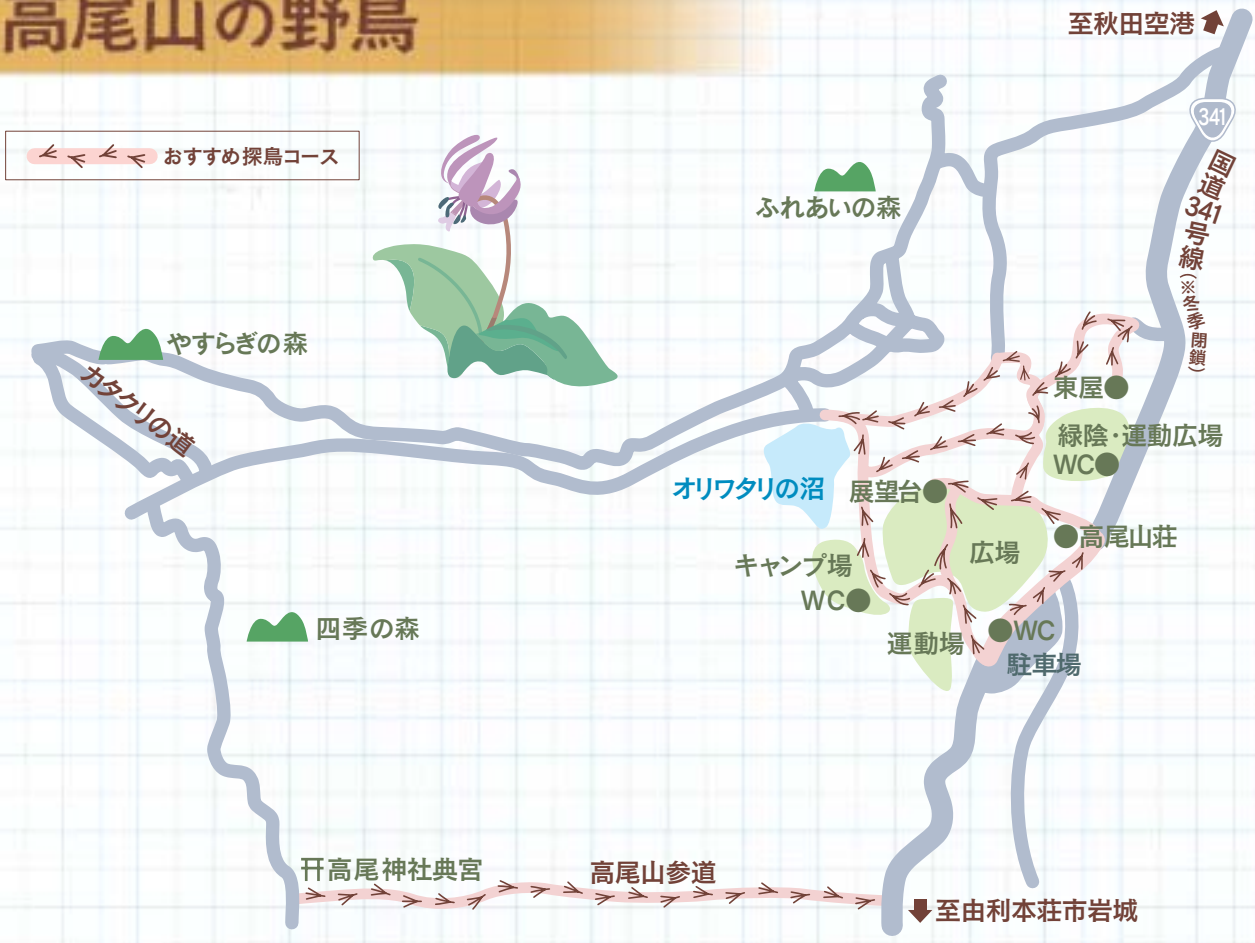 高尾山の野鳥
至秋田空港
341
おすすめ探鳥コース
国道341号線(※冬季閉鎖)
ふれあいの森
やすらぎの森
カタクリの道
東屋
緑陰・運動広場
WC
オリワタリの沼
展望台
高尾山荘
広場
キャンプ場
WC
四季の森
運動場
WC
駐車場
高尾神社典宮
高尾山参道
至由利本荘市岩城